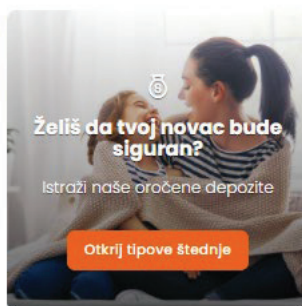 Želiš da tvoj novac bude
siguran?
Istraži naše oročene depozite
Otkrij tipove štednje